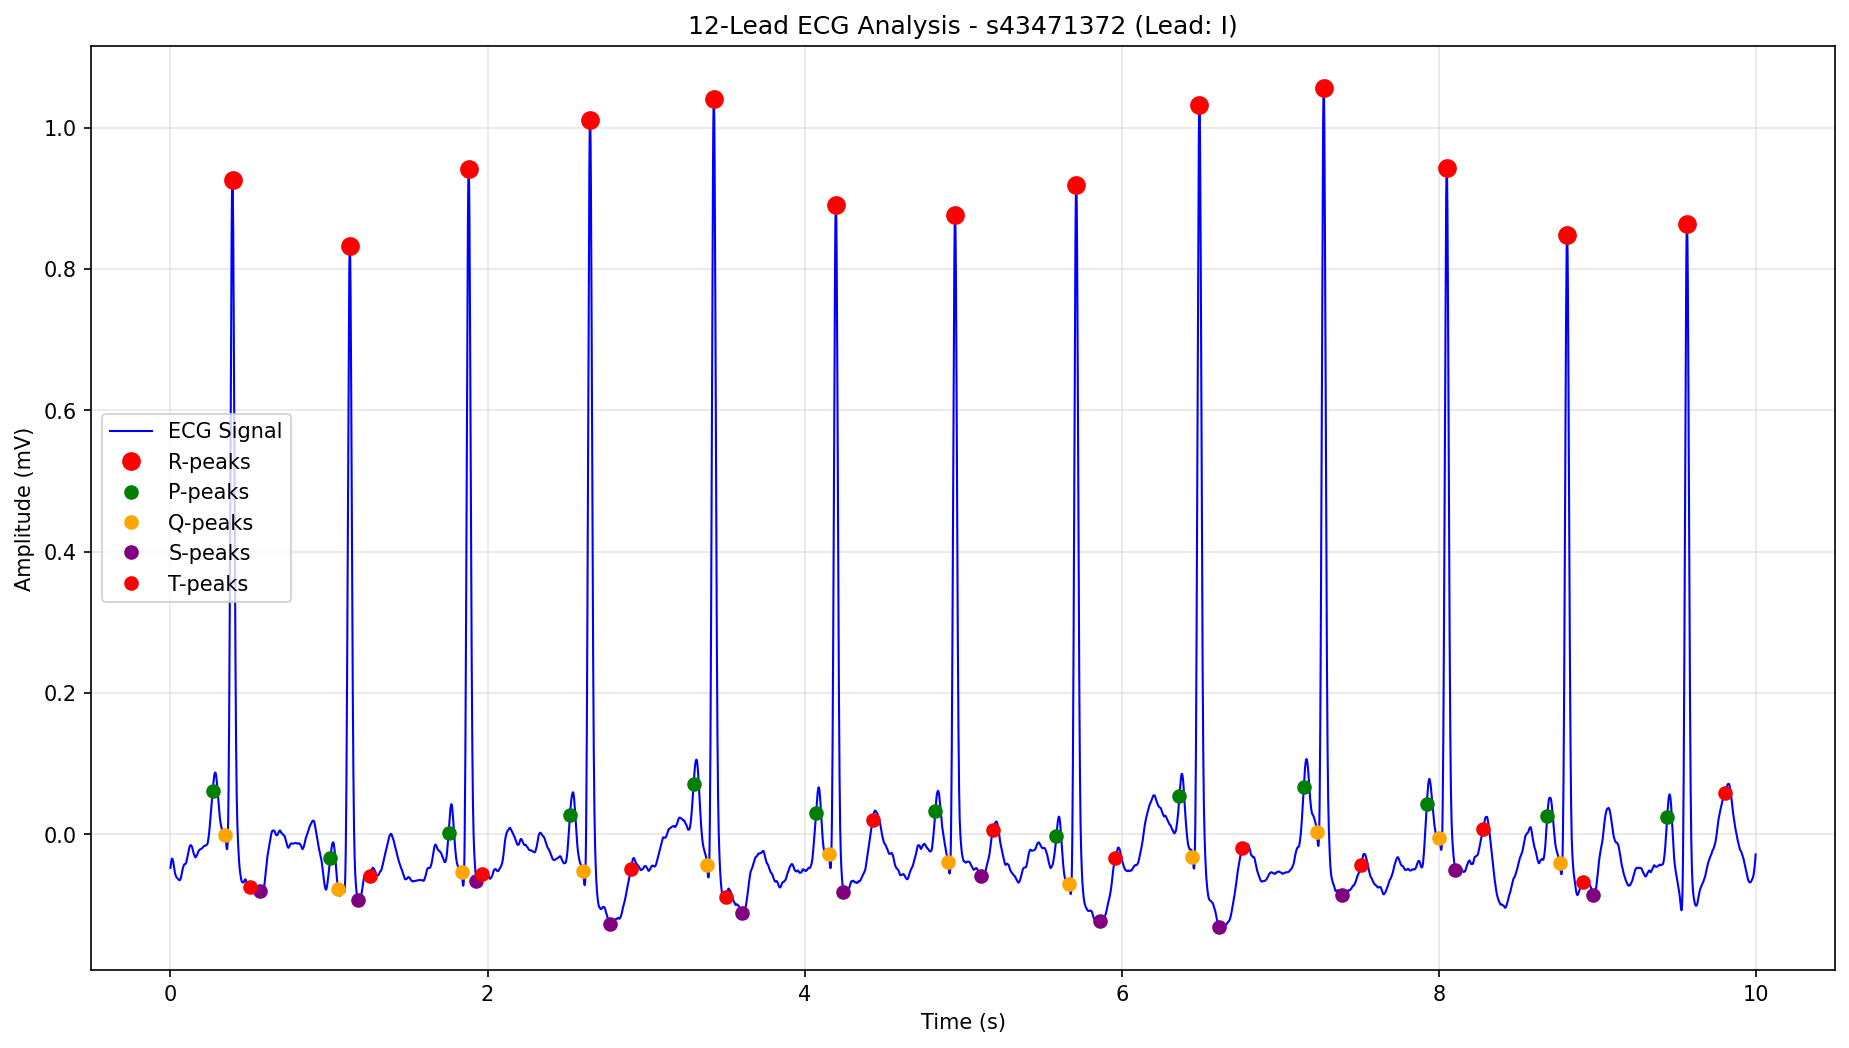 12-Lead ECG Analysis - s43471372 (Lead: I)
Amplitude (mV)
1.0
0.8
0.6
0.4
0.2
0.0
ECG Signal
R-peaks
P-peaks
Q-peaks
S-peaks
T-peaks
0 2 4 6 8 10
Time (s)